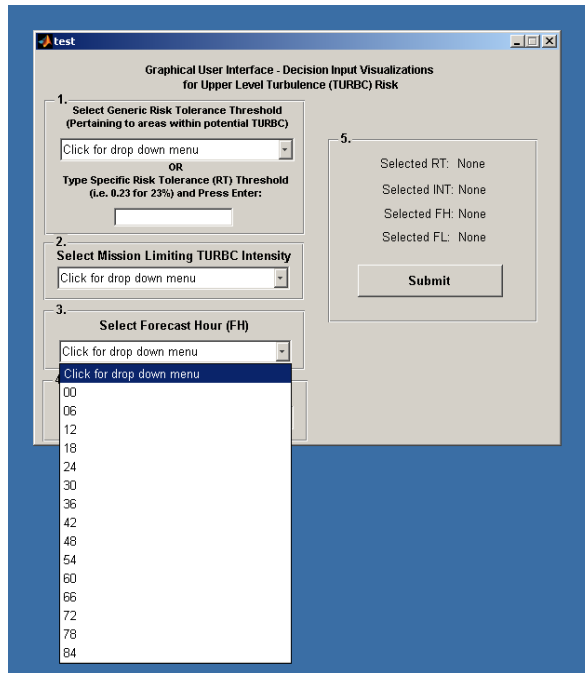 test
Graphical User Interface - Decision Input Visualizations
for Upper Level Turbulence (TURBC) Risk
1.
Select Generic Risk Tolerance Threshold
(Pertaining to areas within potential TURBC)
Click for drop down menu
OR
Type Specific Risk Tolerance (RT) Threshold
(i.e. 0.23 for 23%) and Press Enter:
2.
Select Mission Limiting TURBC Intensity
Click for drop down menu
3.
Select Forecast Hour (FH)
Click for drop down menu
Click for drop down menu
00
06
12
18
24
30
36
42
48
54
60
66
72
78
84
5.
Selected RT: None
Selected INT: None
Selected FH: None
Selected FL: None
Submit